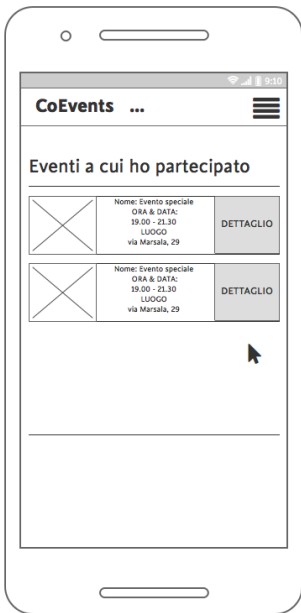 9:10
CoEvents ...
Eventi a cui ho partecipato
Nome: Evento speciale
ORA & DATA:
19.00 - 21.30
LUOGO
via Marsala, 29
DETTAGLIO
Nome: Evento speciale
ORA & DATA:
19.00 - 21.30
LUOGO
via Marsala, 29
DETTAGLIO